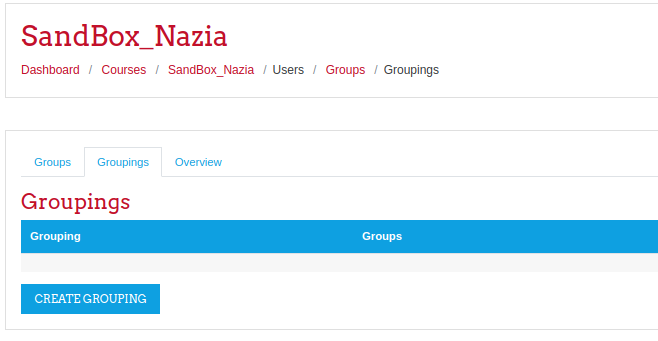 SandBox_Nazia
Dashboard / Courses / SandBox_Nazia / Users / Groups / Groupings
Groups Groupings Overview
Groupings
Grouping Groups
CREATE GROUPING